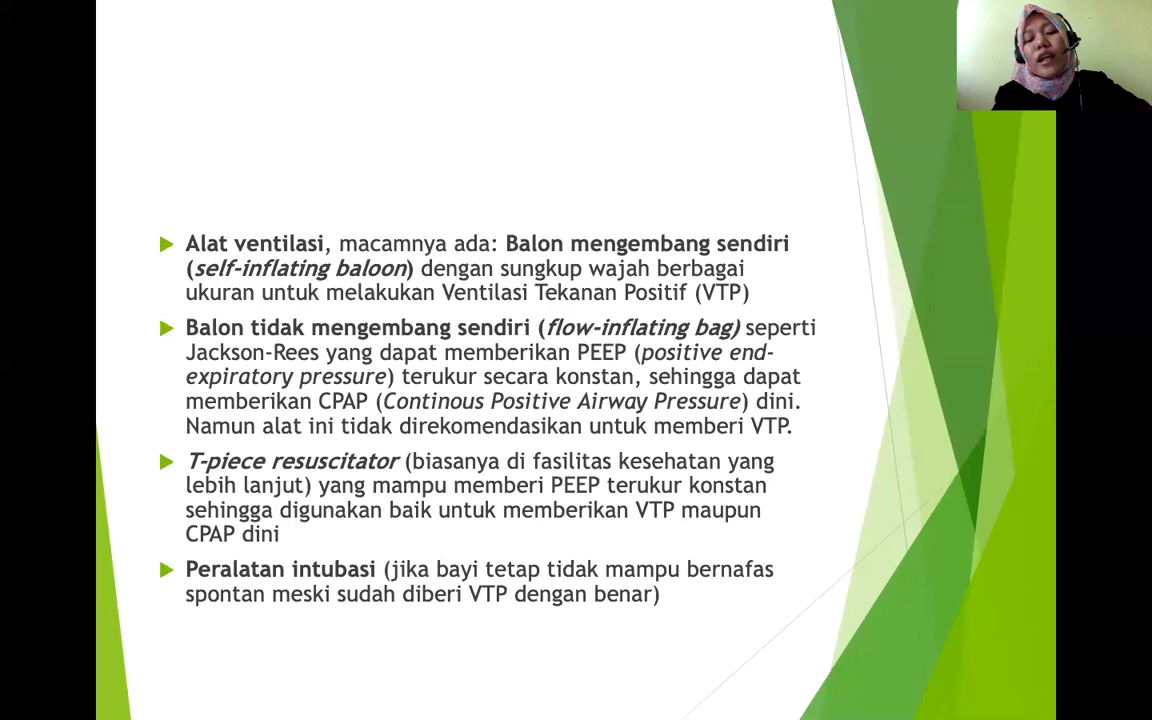 Alat ventilasi, macamnya ada: Balon mengembang sendiri
(self-inflating baloon) dengan sungkup wajah berbagai
ukuran untuk melakukan Ventilasi Tekanan Positif (VTP)
Balon tidak mengembang sendiri (flow-inflating bag) seperti
Jackson-Rees yang dapat memberikan PEEP (positive end-
expiratory pressure) terukur secara konstan, sehingga dapat
memberikan CPAP (Continous Positive Airway Pressure) dini.
Namun alat ini tidak direkomendasikan untuk memberi VTP.
T-piece resuscitator (biasanya di fasilitas kesehatan yang
lebih lanjut) yang mampu memberi PEEP terukur konstan
sehingga digunakan baik untuk memberikan VTP maupun
CPAP dini
Peralatan intubasi (jika bayi tetap tidak mampu bernafas
spontan meski sudah diberi VTP dengan benar)